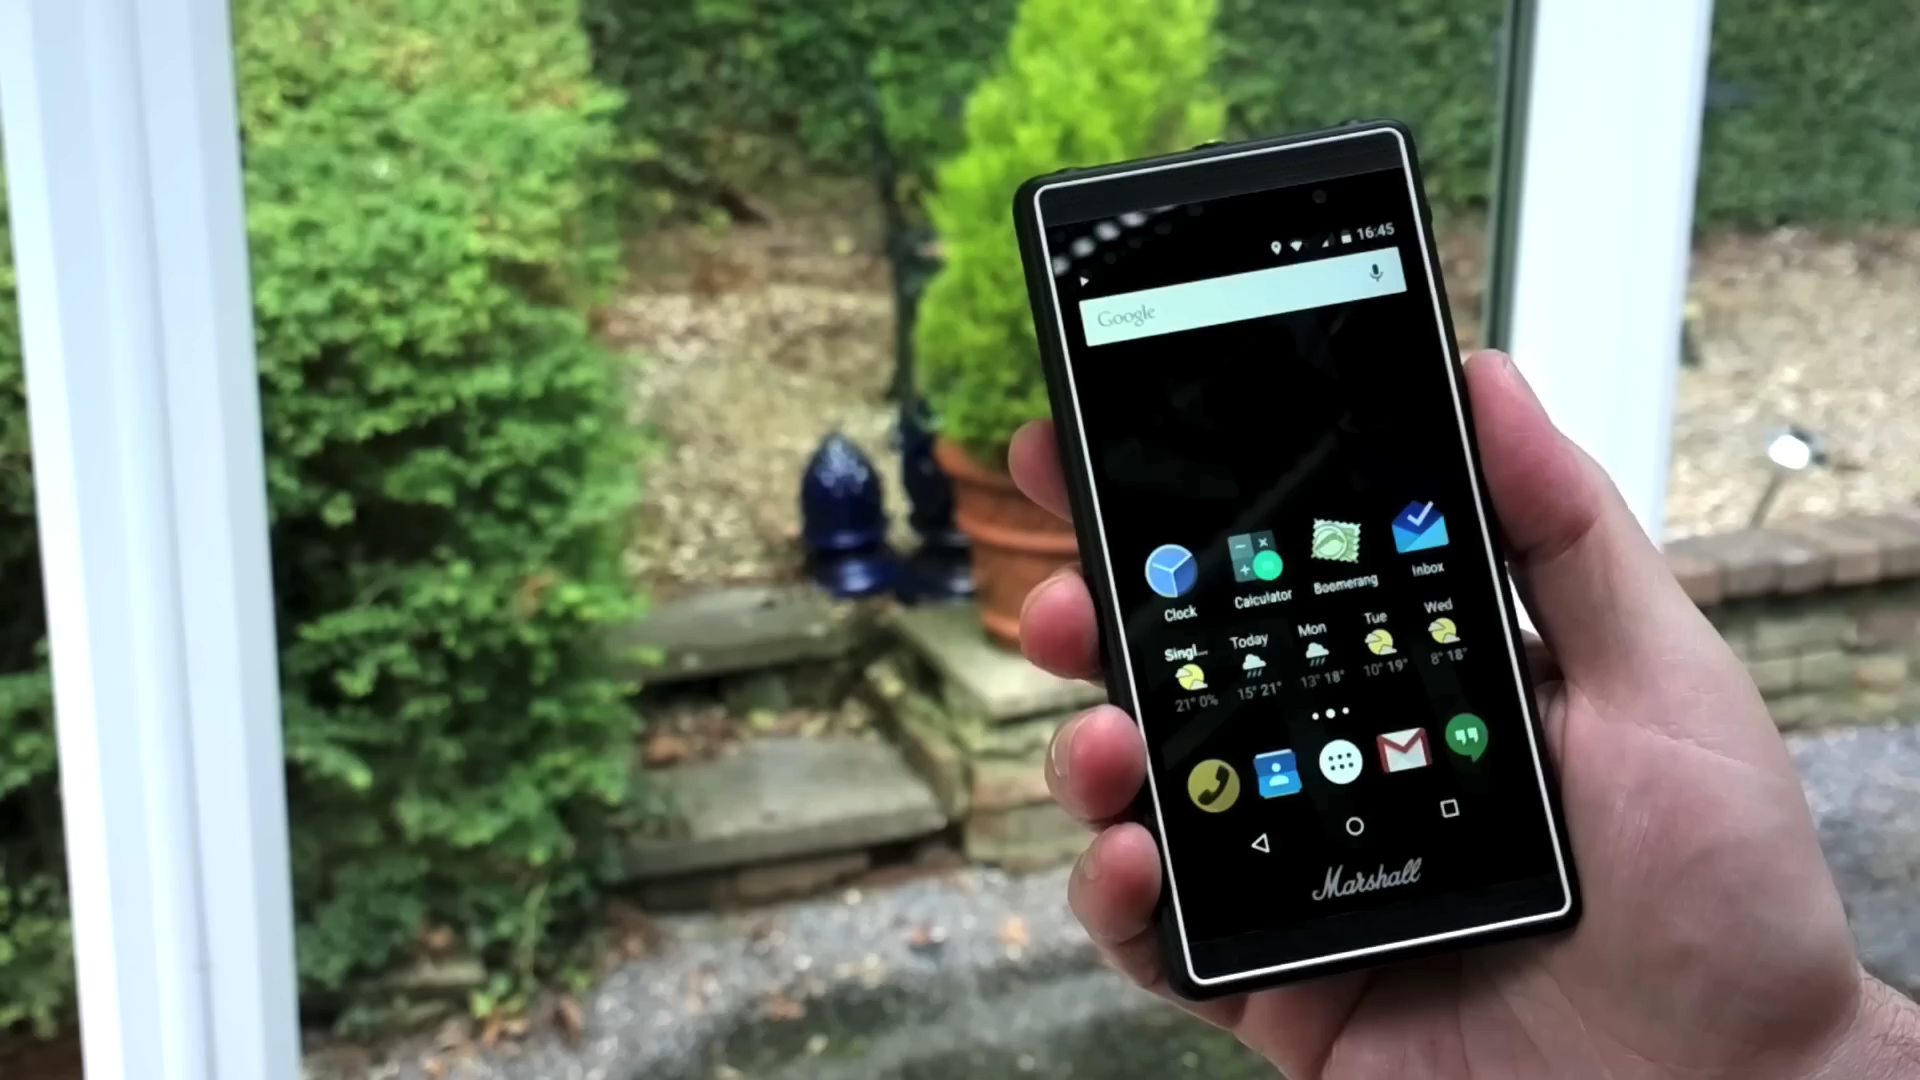 16:45
Google
Clock Calculator Boomerang Inbox
Singl... Today Mon Tue Wed
21° 0% 15° 21° 13° 18° 10° 19° 8° 18°
Marshall